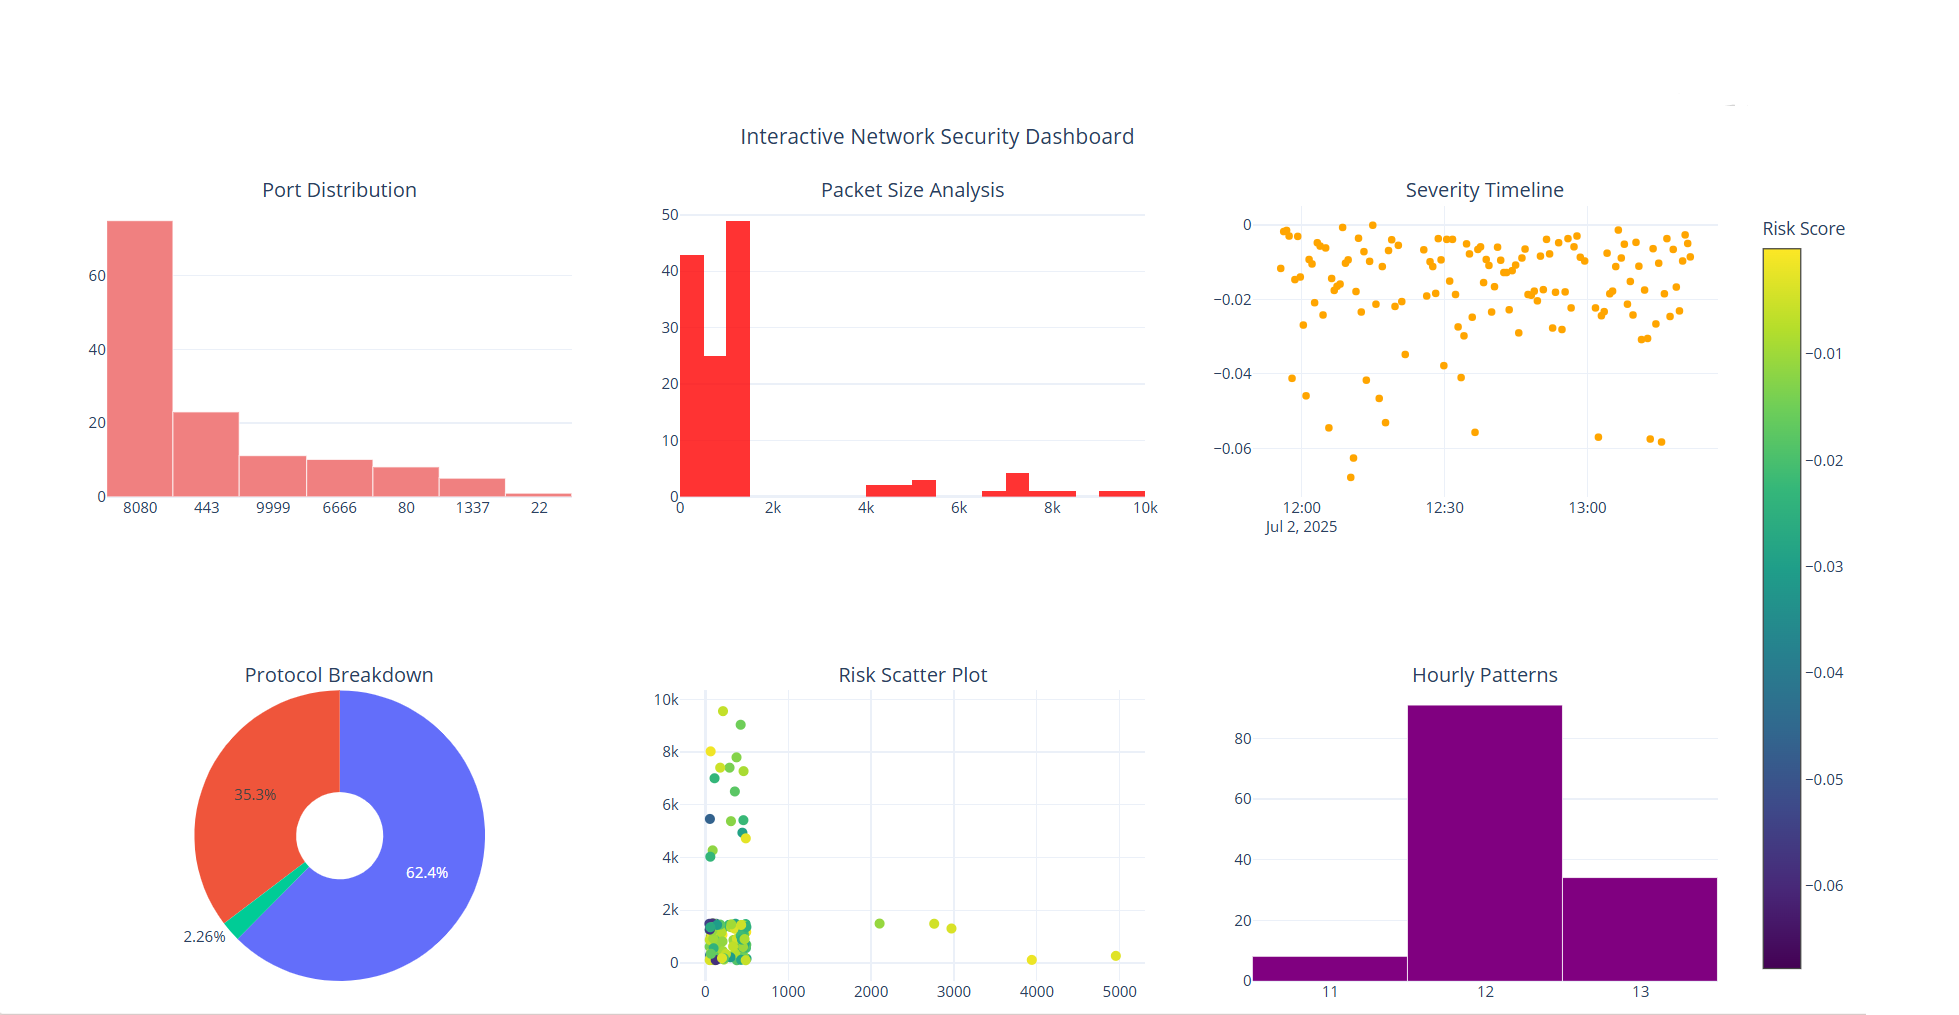 Interactive Network Security Dashboard
Port Distribution
60
40
20
0
8080 443 9999 6666 80 1337 22
Packet Size Analysis
50
40
30
20
10
0
0 2k 4k 6k 8k 10k
Severity Timeline
0
−0.02
−0.04
−0.06
12:00 12:30 13:00
Jul 2, 2025
Risk Score
−0.01
−0.02
−0.03
−0.04
−0.05
−0.06
Protocol Breakdown
35.3%
62.4%
2.26%
Risk Scatter Plot
10k
8k
6k
4k
2k
0
0 1000 2000 3000 4000 5000
Hourly Patterns
80
60
40
20
0
11 12 13